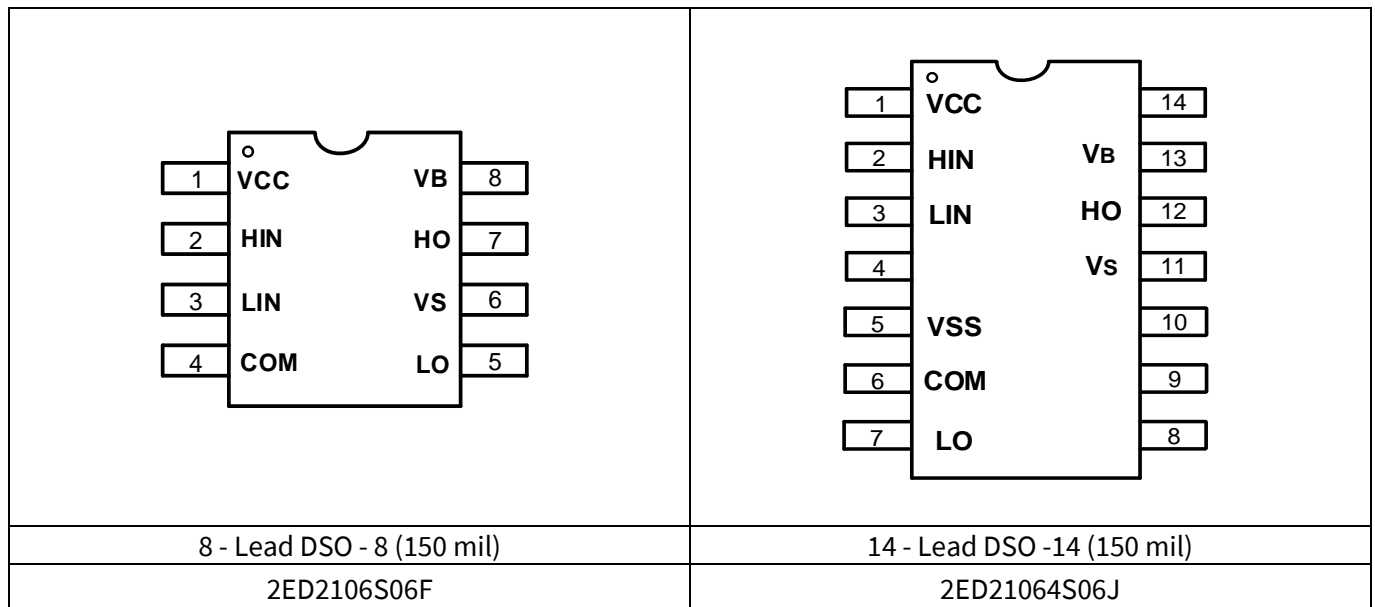 1 VCC VB 8
2 HIN HO 7
3 LIN VS 6
4 COM LO 5
1 VCC 14
2 HIN VB 13
3 LIN HO 12
4 VS 11
5 VSS 10
6 COM 9
7 LO 8
8 - Lead DSO - 8 (150 mil)
14 - Lead DSO -14 (150 mil)
2ED2106S06F
2ED21064S06J